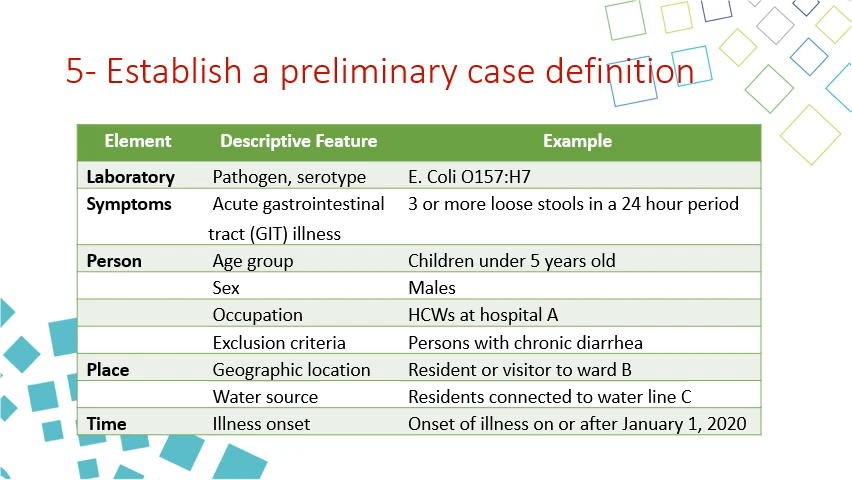 5- Establish a preliminary case definition
Element Descriptive Feature Example
Laboratory Pathogen, serotype E. Coli O157:H7
Symptoms Acute gastrointestinal 3 or more loose stools in a 24 hour period
tract (GIT) illness
Person Age group Children under 5 years old
Sex Males
Occupation HCWs at hospital A
Exclusion criteria Persons with chronic diarrhea
Place Geographic location Resident or visitor to ward B
Water source Residents connected to water line C
Time Illness onset Onset of illness on or after January 1, 2020